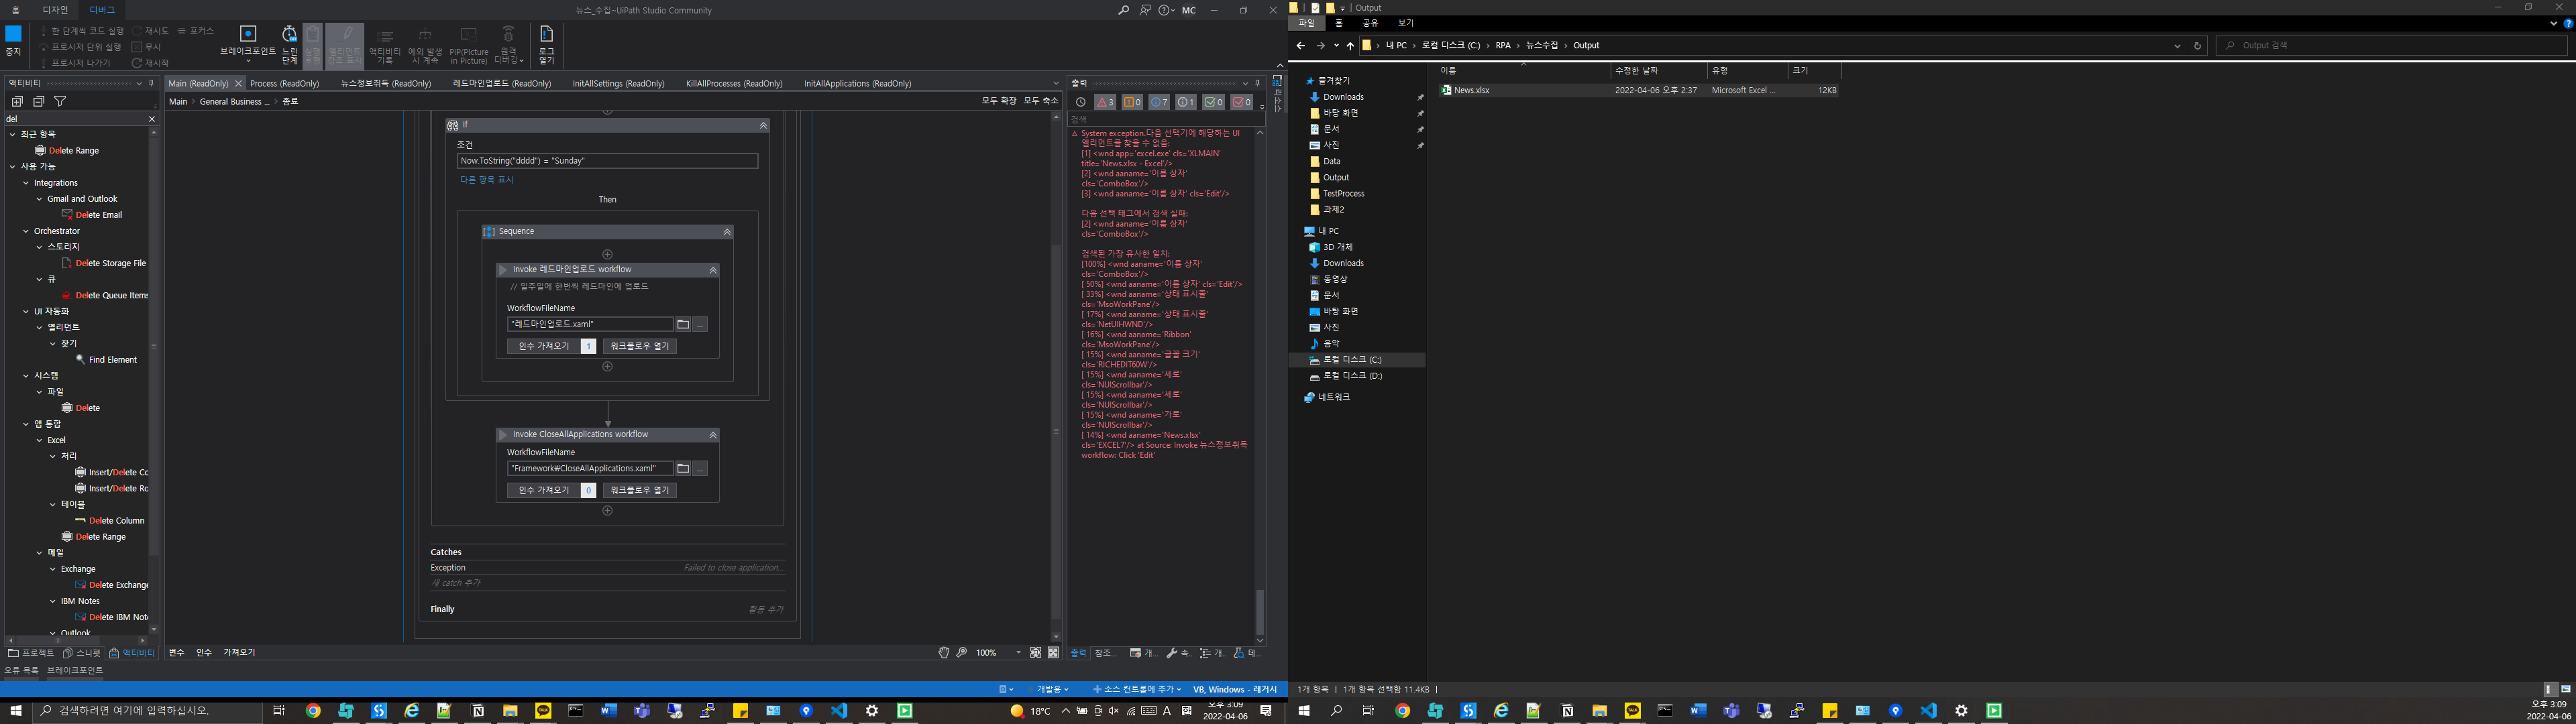 홈 디자인 디버그
뉴스_수집~UiPath Studio Community
MC
중지
한 단계씩 코드 실행
프로시저 단위 실행
프로시저 나가기
재시도
무시
재시작
포커스
브레이크포인트
느린
단계
실행
후행
엘리먼트
강조 표시
액티비티
기록
예외 발생
시 계속
PiP(Picture
in Picture)
원격
디버깅
로그
열기
액티비티
del
최근 항목
Delete Range
사용 가능
Integrations
Gmail and Outlook
Delete Email
Orchestrator
스토리지
Delete Storage File
큐
Delete Queue Items
UI 자동화
엘리먼트
찾기
Find Element
시스템
파일
Delete
앱 통합
Excel
처리
Insert/Delete Co
Insert/Delete Ro
테이블
Delete Column
Delete Range
메일
Exchange
Delete Exchange
IBM Notes
Delete IBM Note
Outlook
프로젝트 스니펫 액티비티
오류 목록 브레이크포인트
Main (ReadOnly) Process (ReadOnly) 뉴스정보취득 (ReadOnly) 레드마인업로드 (ReadOnly) InitAllSettings (ReadOnly) KillAllProcesses (ReadOnly) InitAllApplications (ReadOnly)
Main > General Business ... > 종료
모두 확장 모두 축소
If
조건
Now.ToString("dddd") = "Sunday"
다른 항목 표시
Then
Sequence
Invoke 레드마인업로드 workflow
// 일주일에 한번씩 레드마인에 업로드
WorkflowFileName
"레드마인업로드.xaml"
...
인수 가져오기 1 워크플로우 열기
Invoke CloseAllApplications workflow
WorkflowFileName
"Framework₩CloseAllApplications.xaml"
...
인수 가져오기 0 워크플로우 열기
Catches
Exception Failed to close application...
새 catch 추가
Finally 활동 추가
변수 인수 가져오기
100%
출력
3 0 7 1 0 0
검색
System exception.다음 선택기에 해당하는 UI
엘리먼트를 찾을 수 없음:
[1] <wnd app='excel.exe' cls='XLMAIN'
title='News.xlsx - Excel'/>
[2] <wnd aaname='이름 상자'
cls='ComboBox'/>
[3] <wnd aaname='이름 상자' cls='Edit'/>
다음 선택 태그에서 검색 실패:
[2] <wnd aaname='이름 상자'
cls='ComboBox'/>
검색된 가장 유사한 일치:
[100%] <wnd aaname='이름 상자'
cls='ComboBox'/>
[ 50%] <wnd aaname='이름 상자' cls='Edit'/>
[ 33%] <wnd aaname='상태 표시줄'
cls='MsoWorkPane'/>
[ 17%] <wnd aaname='상태 표시줄'
cls='NetUIHWND'/>
[ 16%] <wnd aaname='Ribbon'
cls='MsoWorkPane'/>
[ 15%] <wnd aaname='글꼴 크기'
cls='RICHEDIT60W'/>
[ 15%] <wnd aaname='세로'
cls='NUIScrollbar'/>
[ 15%] <wnd aaname='세로'
cls='NUIScrollbar'/>
[ 15%] <wnd aaname='가로'
cls='NUIScrollbar'/>
[ 14%] <wnd aaname='News.xlsx'
cls='EXCEL7'/> at Source: Invoke 뉴스정보취득
workflow: Click 'Edit'
출력 참조... 개... 속... 개... 테...
개발용 소스 컨트롤에 추가 VB, Windows - 레거시
검색하려면 여기에 입력하십시오.
18°C
A
오후 3:09
2022-04-06
Output
파일 홈 공유 보기
내 PC > 로컬 디스크 (C:) > RPA > 뉴스수집 > Output
Output 검색
이름 수정한 날짜 유형 크기
News.xlsx 2022-04-06 오후 2:37 Microsoft Excel ... 12KB
즐겨찾기
Downloads
바탕 화면
문서
사진
Data
Output
TestProcess
과제2
내 PC
3D 개체
Downloads
동영상
문서
바탕 화면
사진
음악
로컬 디스크 (C:)
로컬 디스크 (D:)
네트워크
1개 항목 1개 항목 선택함 11.4KB
오후 3:09
2022-04-06